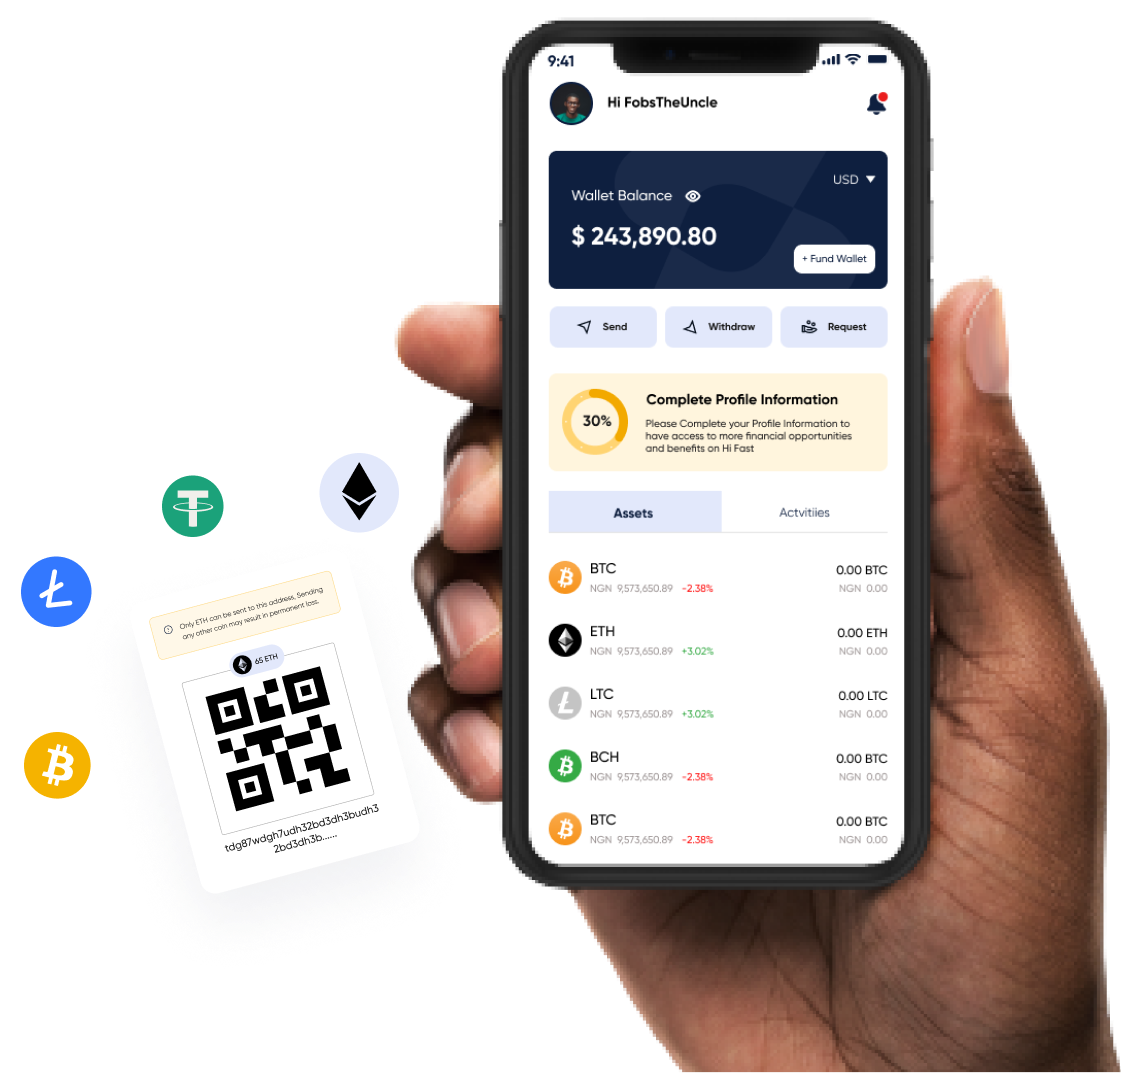 9:41
Hi FobsTheUncle
USD
Wallet Balance
$ 243,890.80
+ Fund Wallet
Send
Withdraw
Request
30%
Complete Profile Information
Please Complete your Profile Information to
have access to more financial opportunities
and benefits on Hi Fast
Assets
Actvitiies
BTC
0.00 BTC
NGN 9,573,650.89 -2.38%
NGN 0.00
ETH
0.00 ETH
NGN 9,573,650.89 +3.02%
NGN 0.00
LTC
0.00 LTC
NGN 9,573,650.89 +3.02%
NGN 0.00
BCH
0.00 BTC
NGN 9,573,650.89 -2.38%
NGN 0.00
BTC
0.00 BTC
NGN 9,573,650.89 -2.38%
NGN 0.00
Only ETH can be sent to this address, Sending
any other coin may result in permanent loss.
65 ETH
tdg87wdgh7udh32bd3dh3budh3
2bd3dh3b......